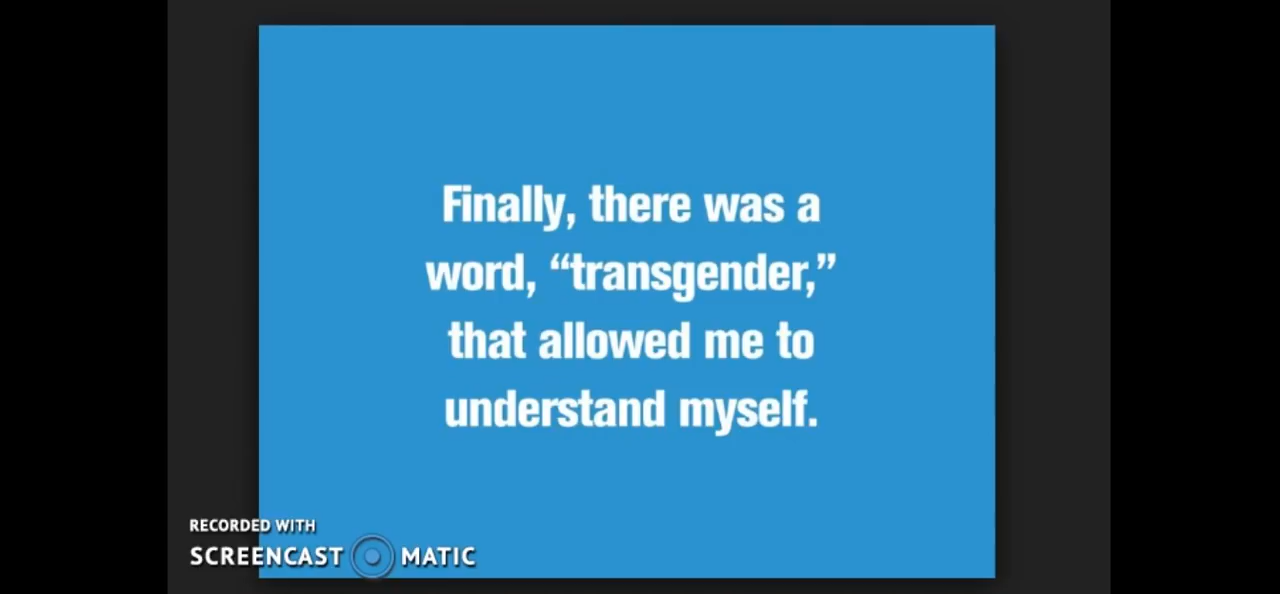 Finally, there was a
word, “transgender,”
that allowed me to
understand myself.
RECORDED WITH
SCREENCAST MATIC